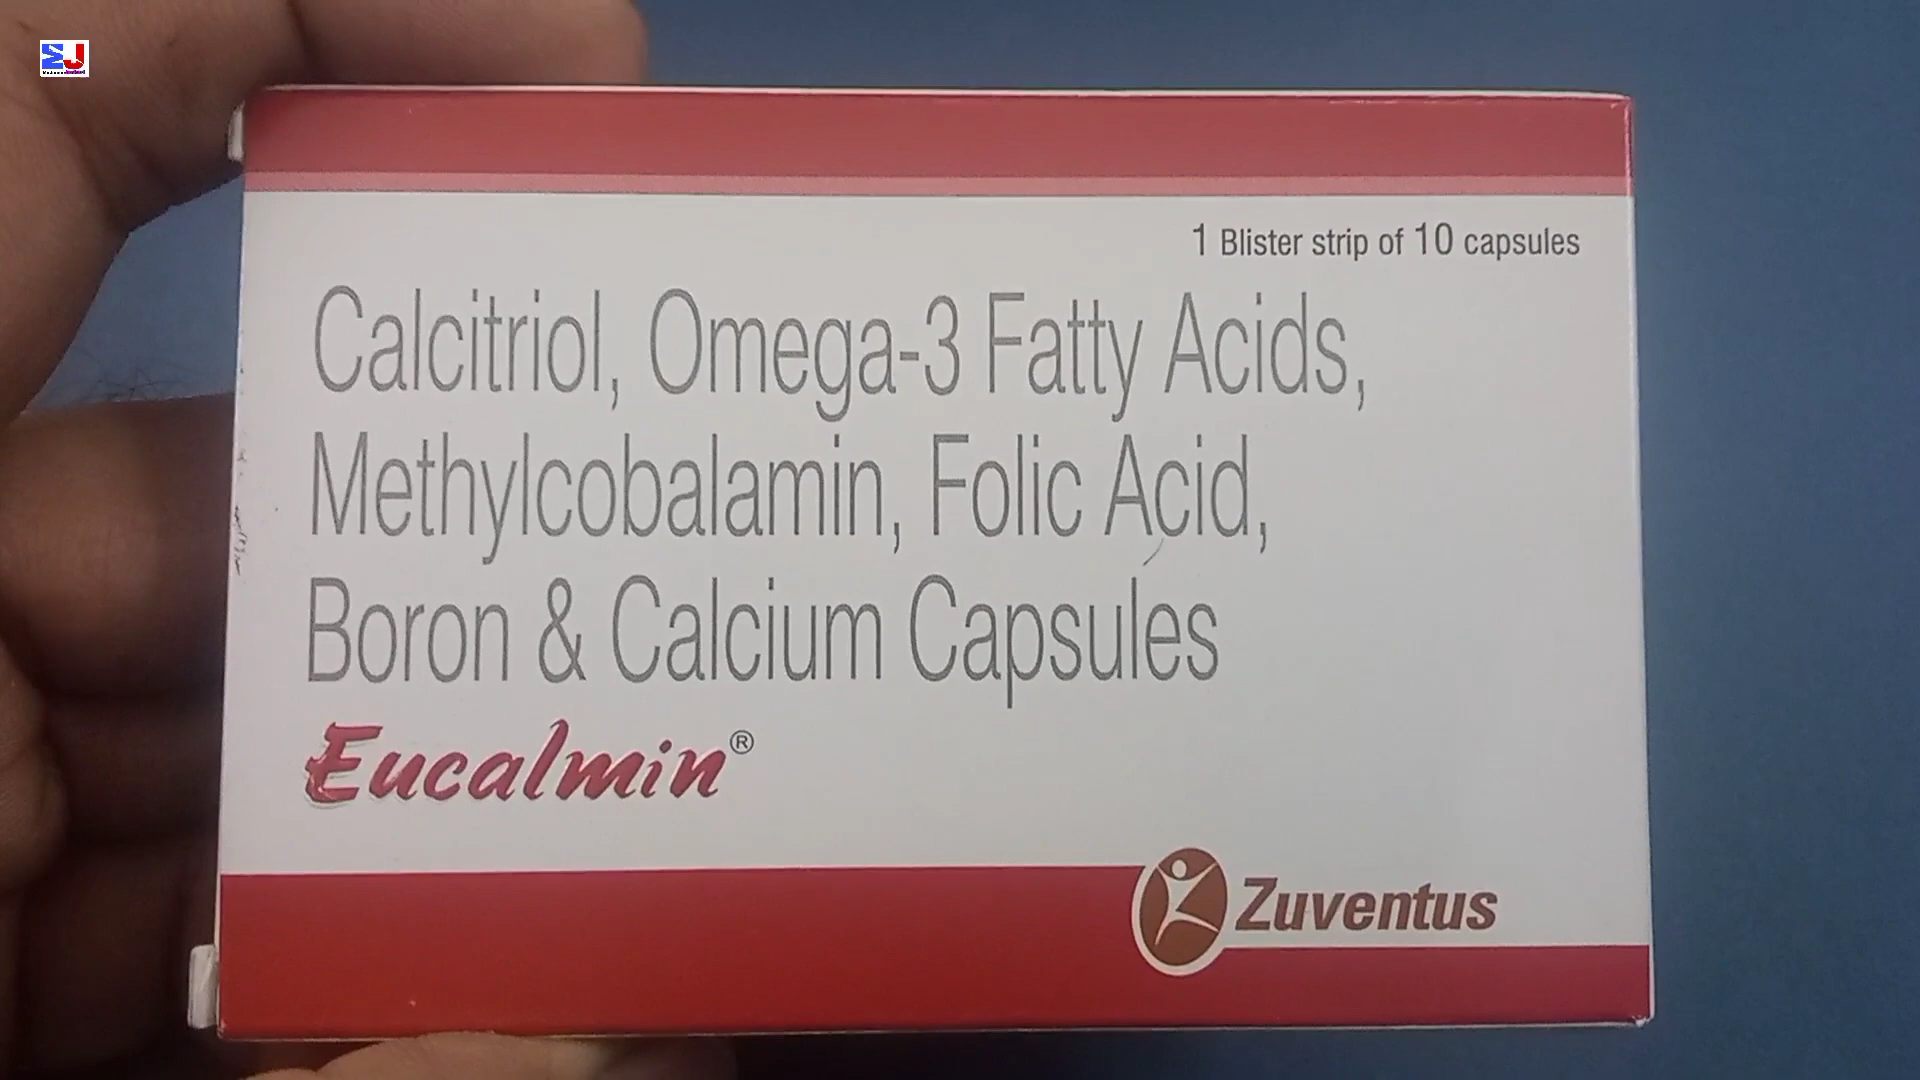 MJ
1 Blister strip of 10 capsules
Calcitriol, Omega-3 Fatty Acids,
Methylcobalamin, Folic Acid,
Boron & Calcium Capsules
Eucalmin®
Zuventus